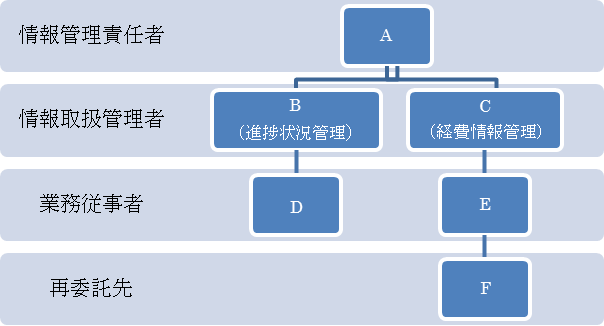 情報管理責任者
A
情報取扱管理者
B
(進捗状況管理)
C
(経費情報管理)
業務従事者
D
E
再委託先
F